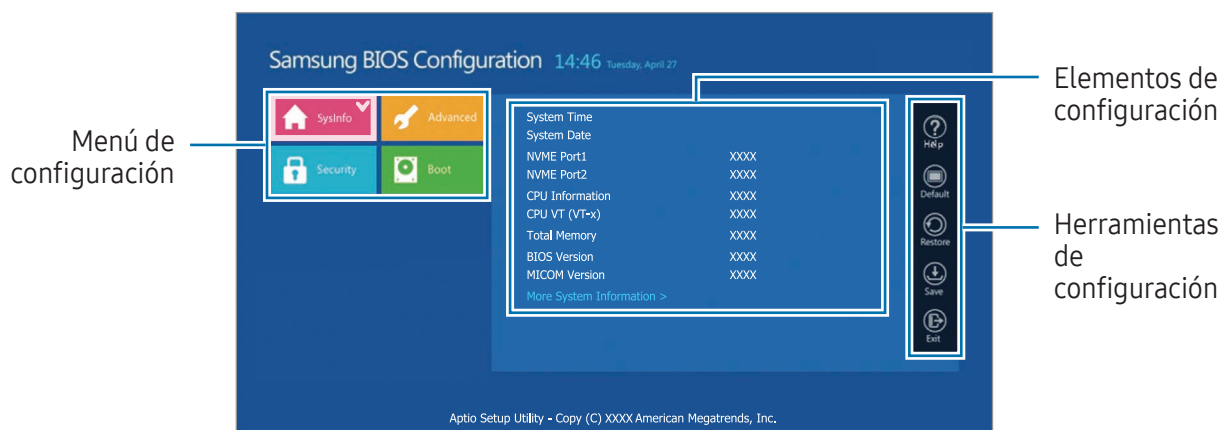 Samsung BIOS Configuration 14:46 Tuesday, April 27
Menú de
configuración
SysInfo
Advanced
Security
Boot
System Time
System Date
NVME Port1 XXXX
NVME Port2 XXXX
CPU Information XXXX
CPU VT (VT-x) XXXX
Total Memory XXXX
BIOS Version XXXX
MICOM Version XXXX
More System Information >
Help
Default
Restore
Save
Exit
Elementos de
configuración
Herramientas
de
configuración
Aptio Setup Utility - Copy (C) XXXX American Megatrends, Inc.